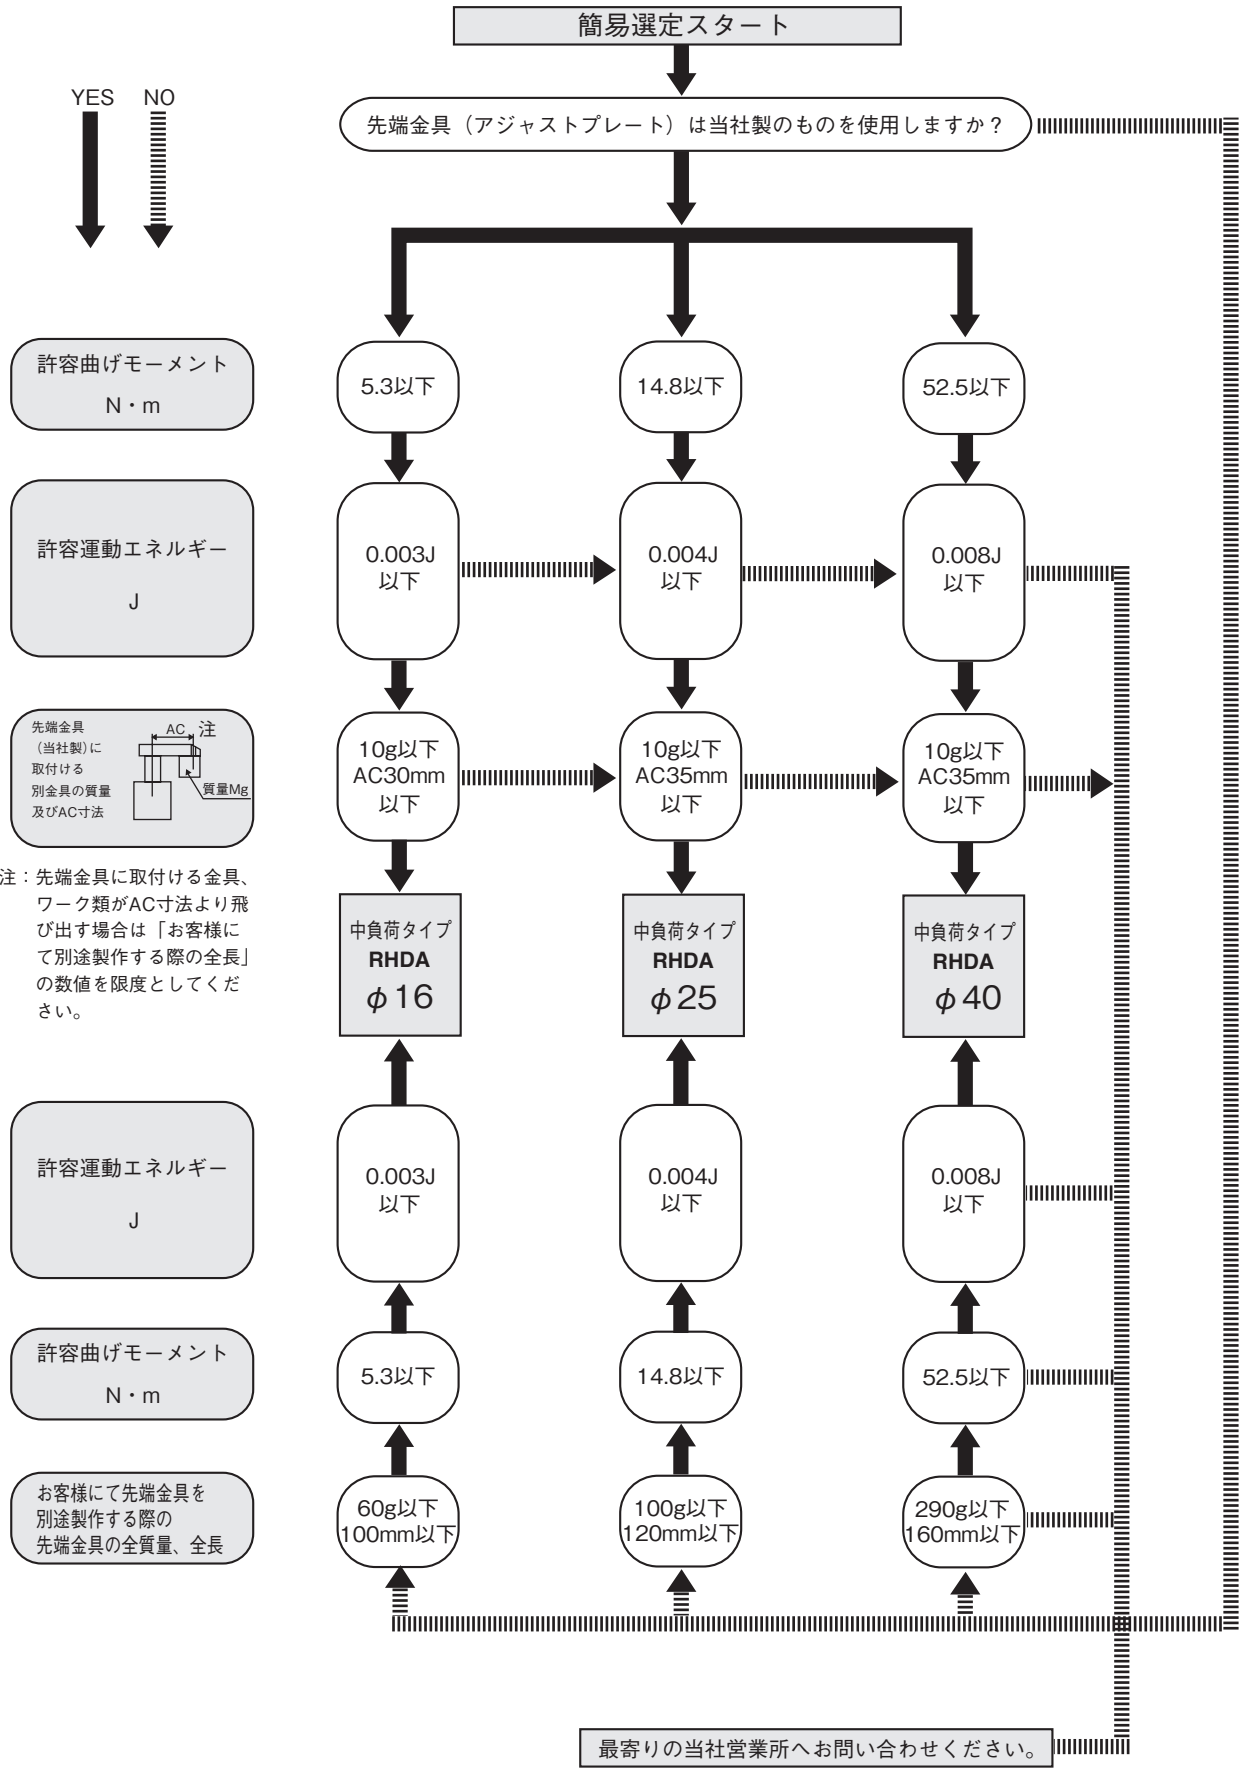 簡易選定スタート
YES NO
先端金具（アジャストプレート）は当社製のものを使用しますか？
許容曲げモーメント
N・m
5.3以下
14.8以下
52.5以下
許容運動エネルギー
J
0.003J
以下
0.004J
以下
0.008J
以下
先端金具
（当社製）に
取付ける
別金具の質量
及びAC寸法
AC 注
質量Mg
10g以下
AC30mm
以下
10g以下
AC35mm
以下
10g以下
AC35mm
以下
注：先端金具に取付ける金具、
ワーク類がAC寸法より飛
び出す場合は「お客様に
て別途製作する際の全長」
の数値を限度としてくだ
さい。
中負荷タイプ
RHDA
φ16
中負荷タイプ
RHDA
φ25
中負荷タイプ
RHDA
φ40
許容運動エネルギー
J
0.003J
以下
0.004J
以下
0.008J
以下
許容曲げモーメント
N・m
5.3以下
14.8以下
52.5以下
お客様にて先端金具を
別途製作する際の
先端金具の全質量、全長
60g以下
100mm以下
100g以下
120mm以下
290g以下
160mm以下
最寄りの当社営業所へお問い合わせください。